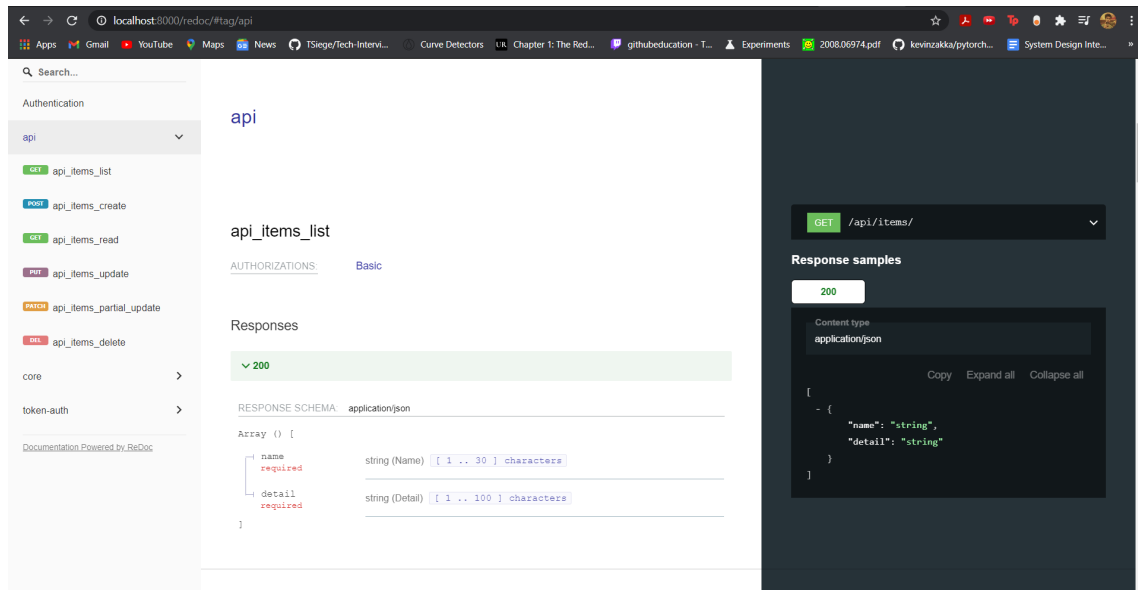 localhost:8000/redoc/#tag/api
Apps Gmail YouTube Maps News TSiege/Tech-Intervi... Curve Detectors UR Chapter 1: The Red... githubeducation - T... Experiments 2008.06974.pdf kevinzakka/pytorch... System Design Inte... »
Search...
Authentication
api
GET api_items_list
POST api_items_create
GET api_items_read
PUT api_items_update
PATCH api_items_partial_update
DEL api_items_delete
core
token-auth
Documentation Powered by ReDoc
api
api_items_list
AUTHORIZATIONS: Basic
Responses
200
RESPONSE SCHEMA: application/json
Array () [
name
required
string (Name) [ 1 .. 30 ] characters
detail
required
string (Detail) [ 1 .. 100 ] characters
]
GET /api/items/
Response samples
200
Content type
application/json
Copy Expand all Collapse all
[
- {
"name": "string",
"detail": "string"
}
]